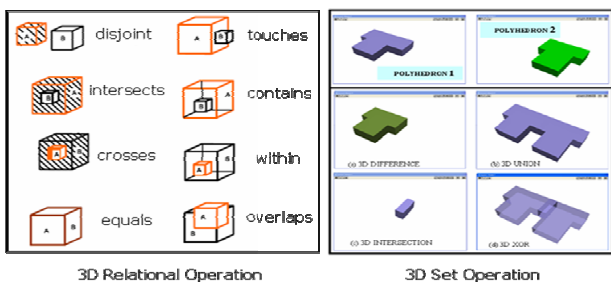 disjoint
touches
intersects
contains
crosses
within
equals
overlaps
3D Relational Operation
POLYHEDRON 1
POLYHEDRON 2
(a) 3D DIFFERENCE
(b) 3D UNION
(c) 3D INTERSECTION
(d) 3D XOR
3D Set Operation